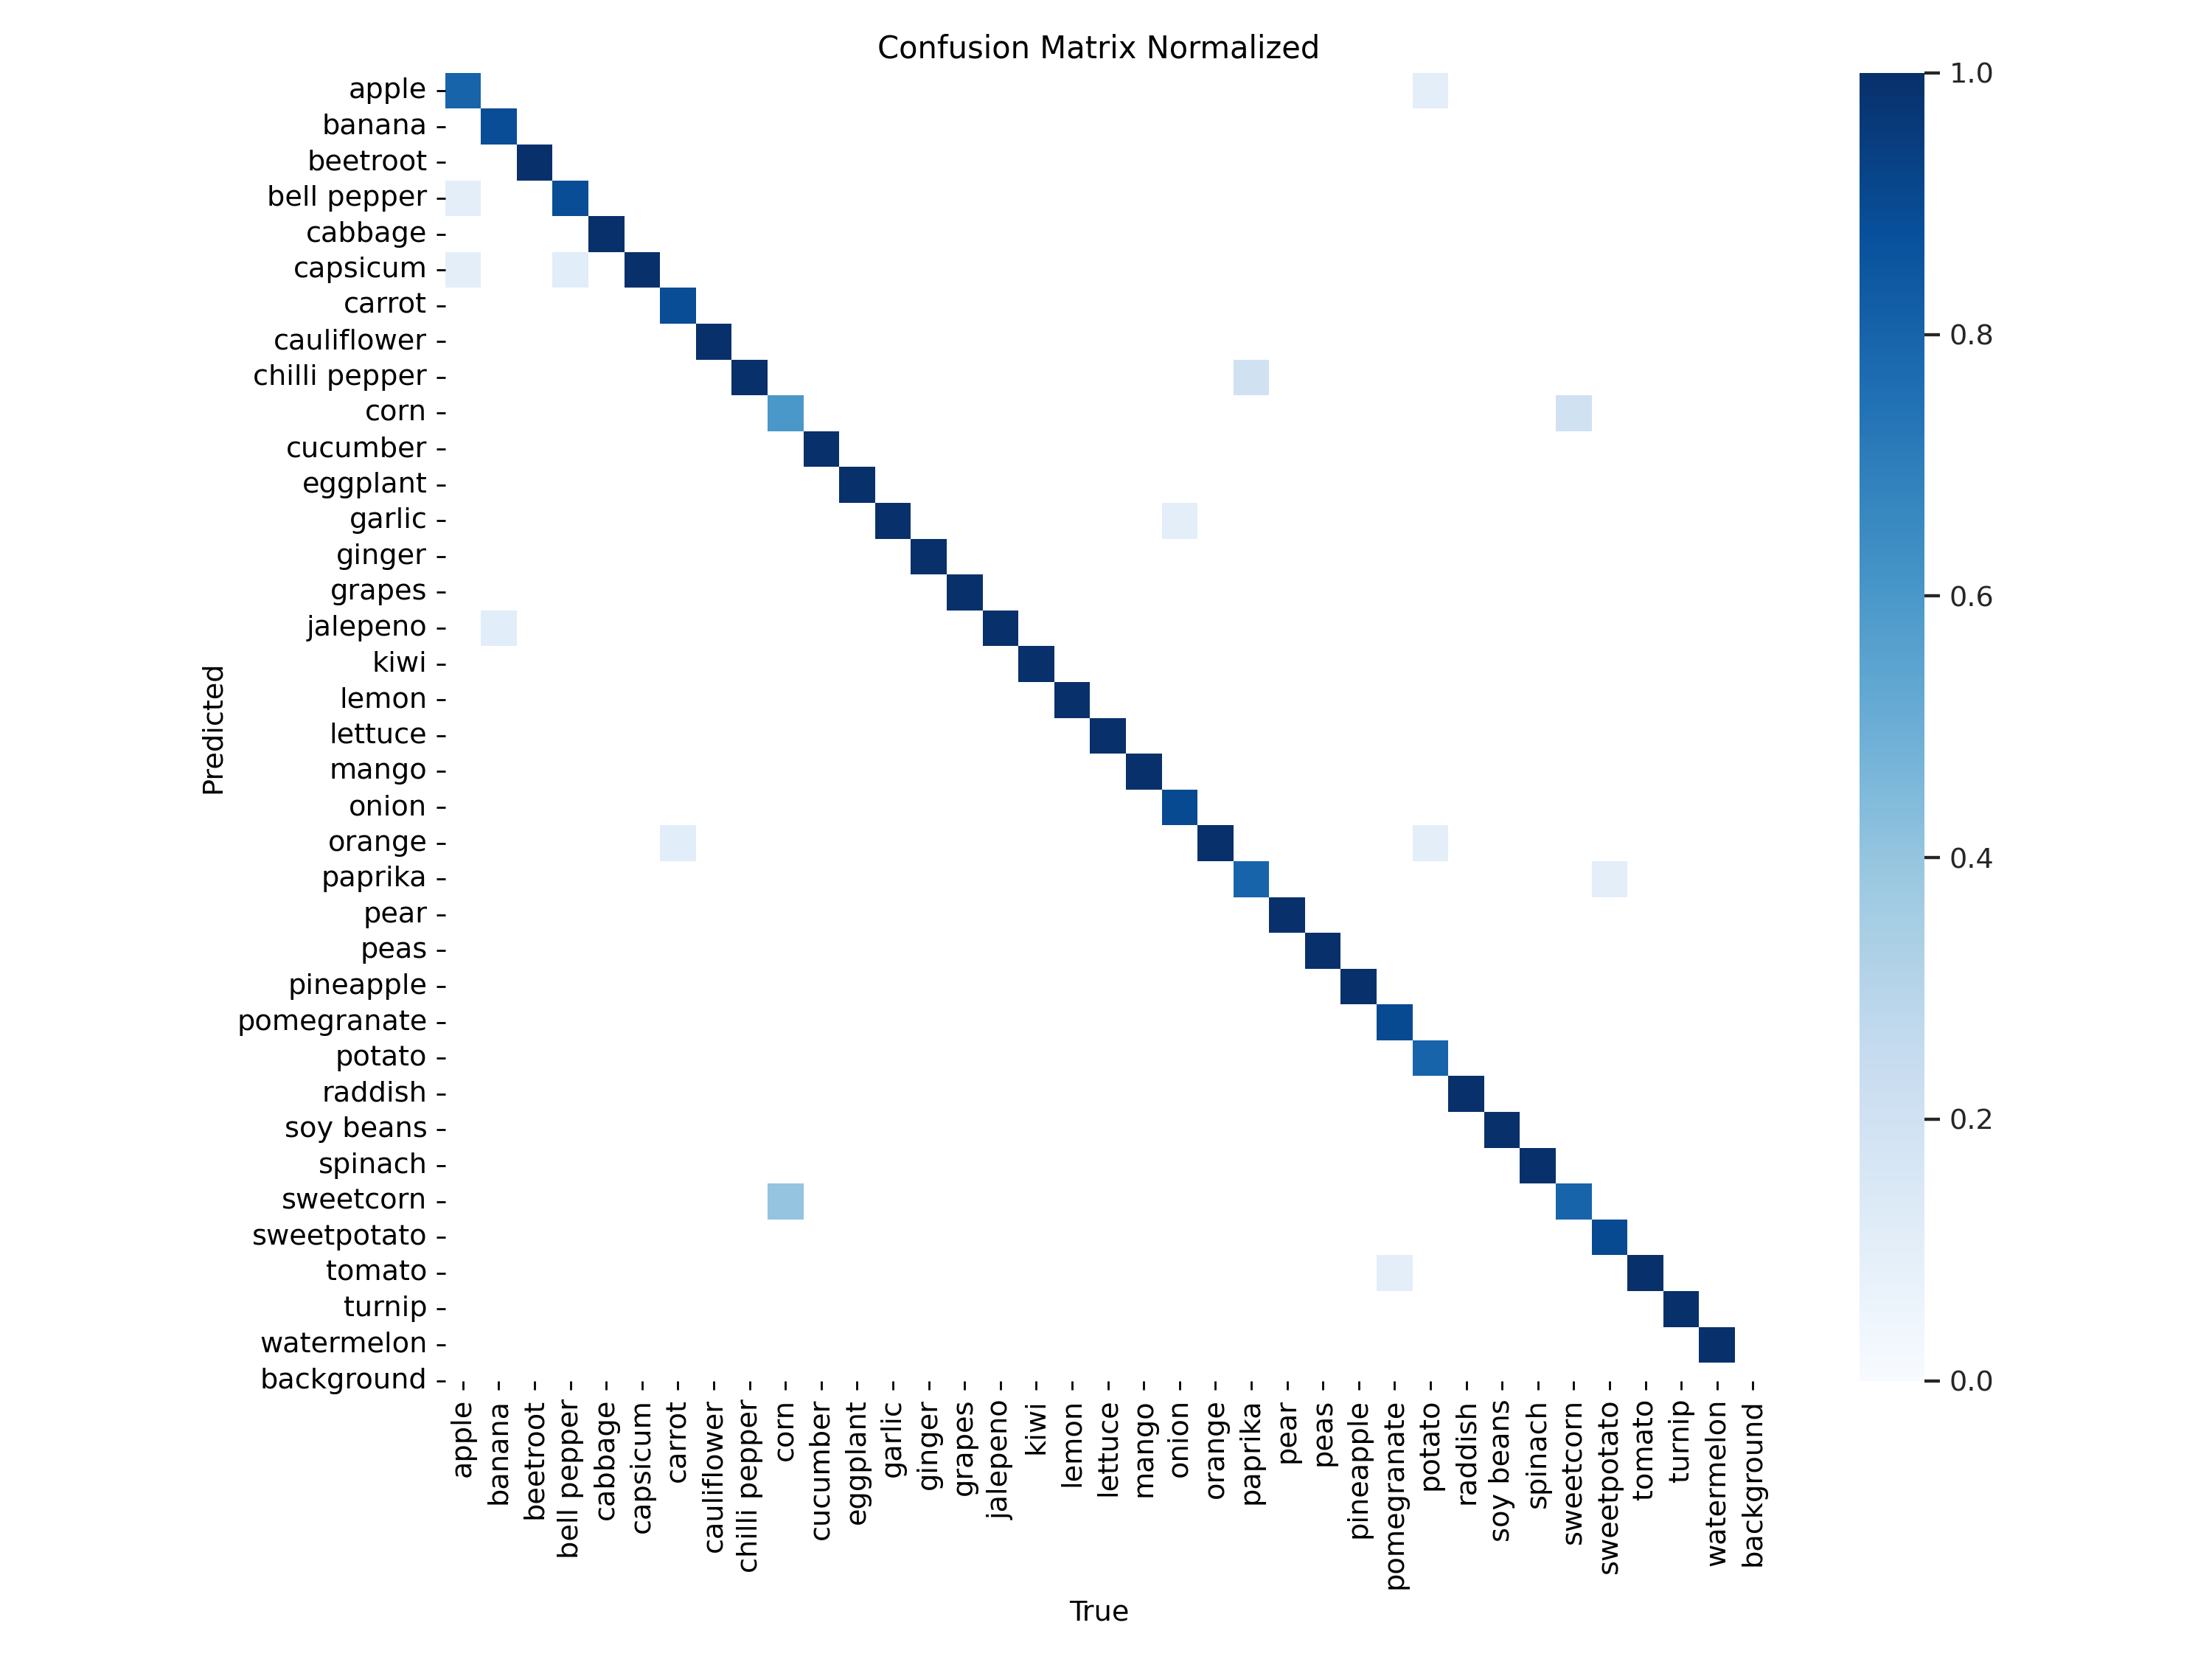 Confusion Matrix Normalized
apple
banana
beetroot
bell pepper
cabbage
capsicum
carrot
cauliflower
chilli pepper
corn
cucumber
eggplant
garlic
ginger
grapes
jalepeno
kiwi
lemon
lettuce
mango
onion
orange
paprika
pear
peas
pineapple
pomegranate
potato
raddish
soy beans
spinach
sweetcorn
sweetpotato
tomato
turnip
watermelon
background
Predicted
apple
banana
beetroot
bell pepper
cabbage
capsicum
carrot
cauliflower
chilli pepper
corn
cucumber
eggplant
garlic
ginger
grapes
jalepeno
kiwi
lemon
lettuce
mango
onion
orange
paprika
pear
peas
pineapple
pomegranate
potato
raddish
soy beans
spinach
sweetcorn
sweetpotato
tomato
turnip
watermelon
background
True
1.0
0.8
0.6
0.4
0.2
0.0